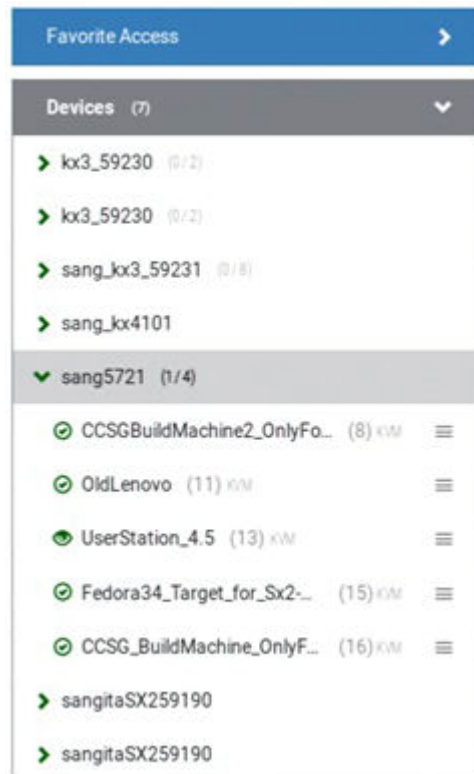 Favorite Access
Devices (7)
kx3_59230 (0/2)
kx3_59230 (0/2)
sang_kx3_59231 (0/8)
sang_kx4101
sang5721 (1/4)
CCSGBuildMachine2_OnlyFo... (8) KVM
OldLenovo (11) KVM
UserStation_4.5 (13) KVM
Fedora34_Target_for_Sx2-... (15) KVM
CCSG_BuildMachine_OnlyF... (16) KVM
sangitaSX259190
sangitaSX259190